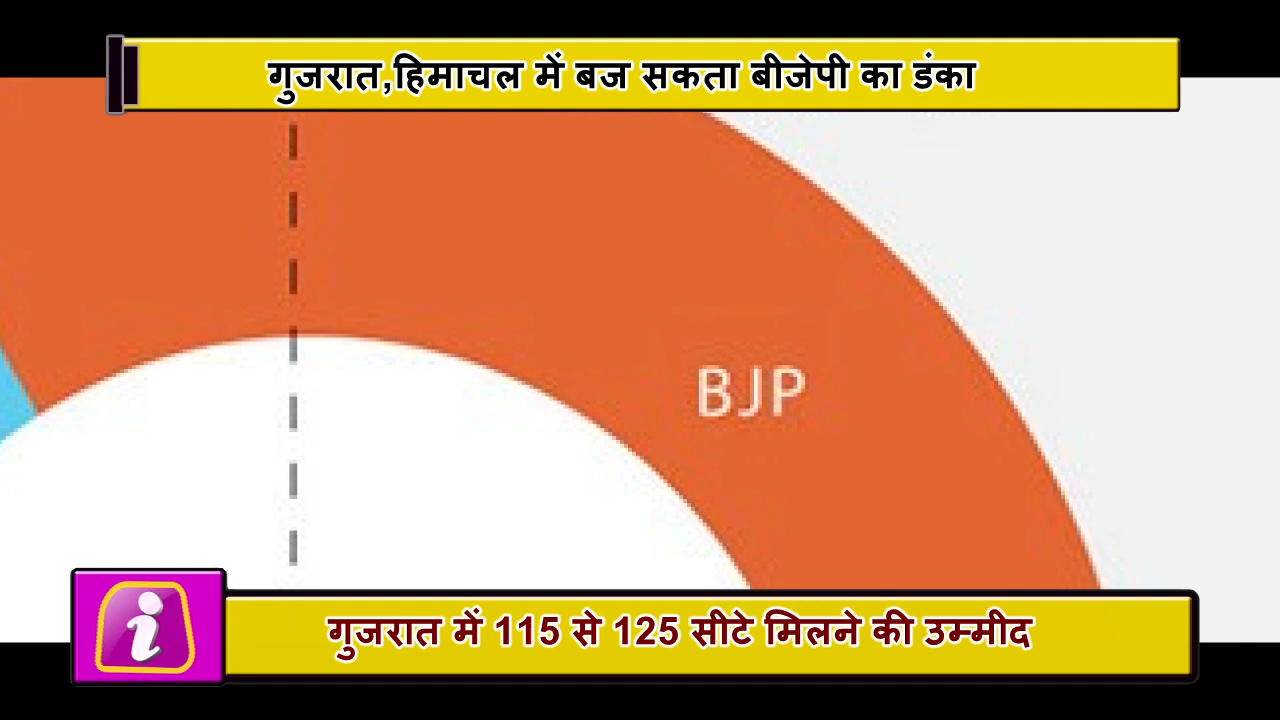 गुजरात,हिमाचल में बज सकता बीजेपी का डंका
BJP
गुजरात में 115 से 125 सीटे मिलने की उम्मीद